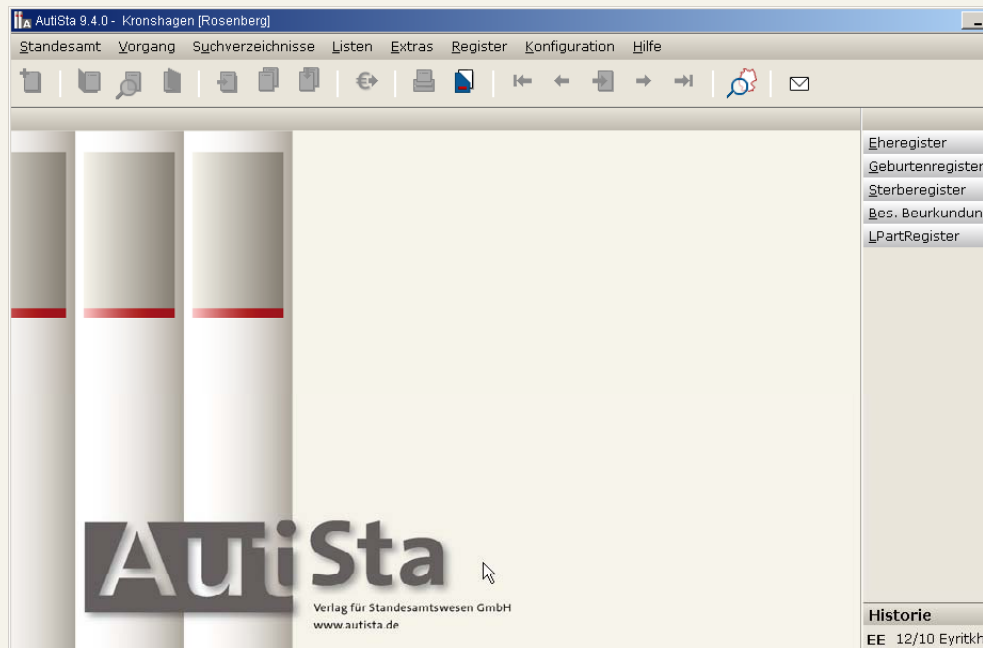 AutiSta 9.4.0 - Kronshagen [Rosenberg]
Standesamt Vorgang Suchverzeichnisse Listen Extras Register Konfiguration Hilfe
Eheregister
Geburtenregister
Sterberegister
Bes. Beurkundun
LPartRegister
AutiSta
Verlag für Standesamtswesen GmbH
www.autista.de
Historie
EE 12/10 Eyritkh